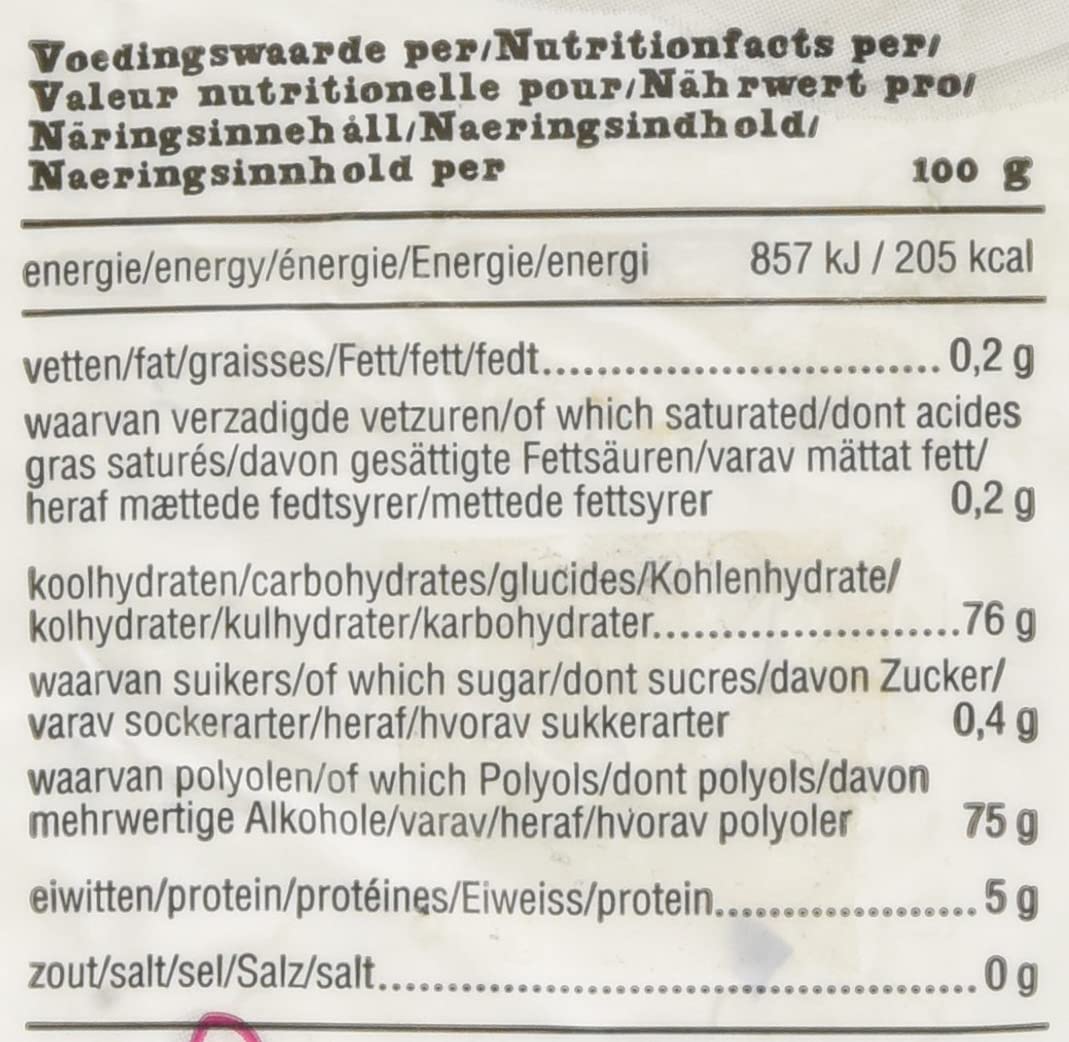 Voedingswaarde per/Nutritionfacts per/
Valeur nutritionelle pour/Nährwert pro/
Näringsinnehåll/Naeringsindhold/
Naeringsinnhold per 100 g
energie/energy/énergie/Energie/energi 857 kJ / 205 kcal
vetten/fat/graisses/Fett/fett/fedt.............................. 0,2 g
waarvan verzadigde vetzuren/of which saturated/dont acides
gras saturés/davon gesättigte Fettsäuren/varav mättat fett/
heraf mættede fedtsyrer/mettede fettsyrer 0,2 g
koolhydraten/carbohydrates/glucides/Kohlenhydrate/
kolhydrater/kulhydrater/karbohydrater.......................76 g
waarvan suikers/of which sugar/dont sucres/davon Zucker/
varav sockerarter/heraf/hvorav sukkerarter 0,4 g
waarvan polyolen/of which Polyols/dont polyols/davon
mehrwertige Alkohole/varav/heraf/hvorav polyoler 75 g
eiwitten/protein/protéines/Eiweiss/protein.................... 5 g
zout/salt/sel/Salz/salt............................................ 0 g